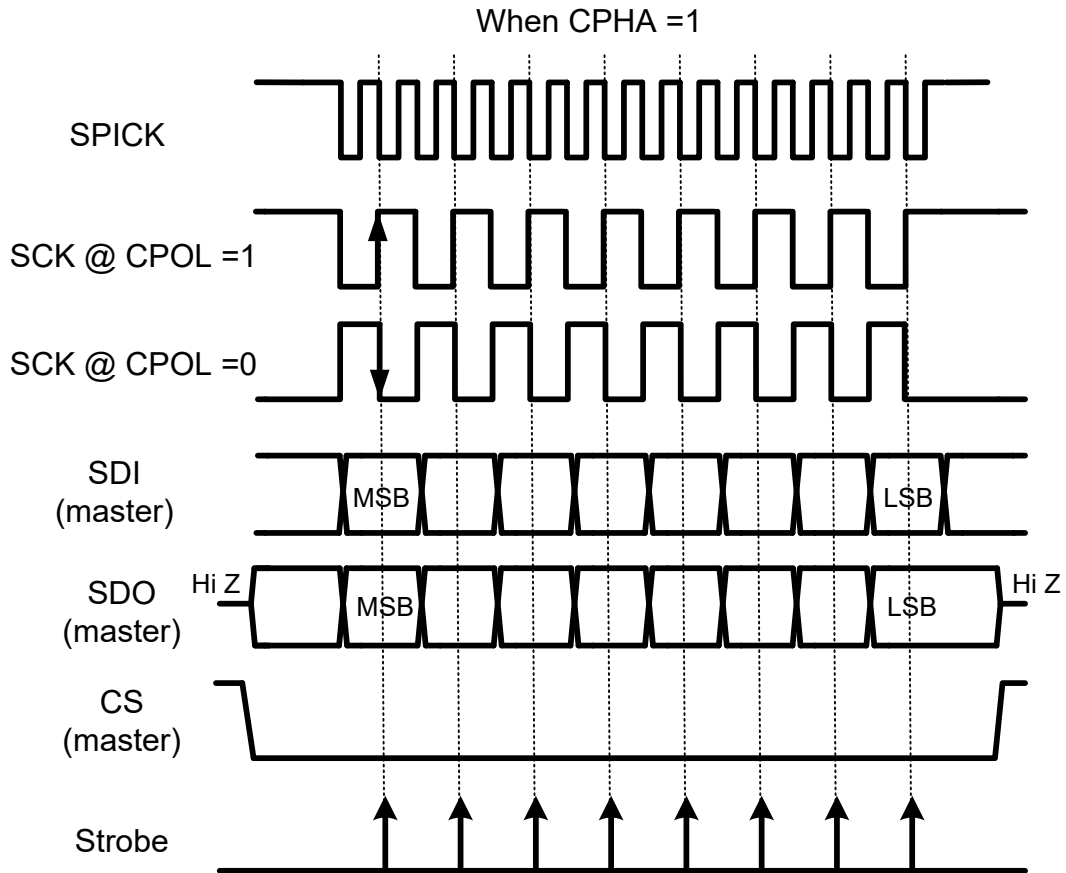 When CPHA =1
SPICK
SCK @ CPOL =1
SCK @ CPOL =0
SDI
(master)
MSB
LSB
SDO
(master)
Hi Z
MSB
LSB
Hi Z
CS
(master)
Strobe